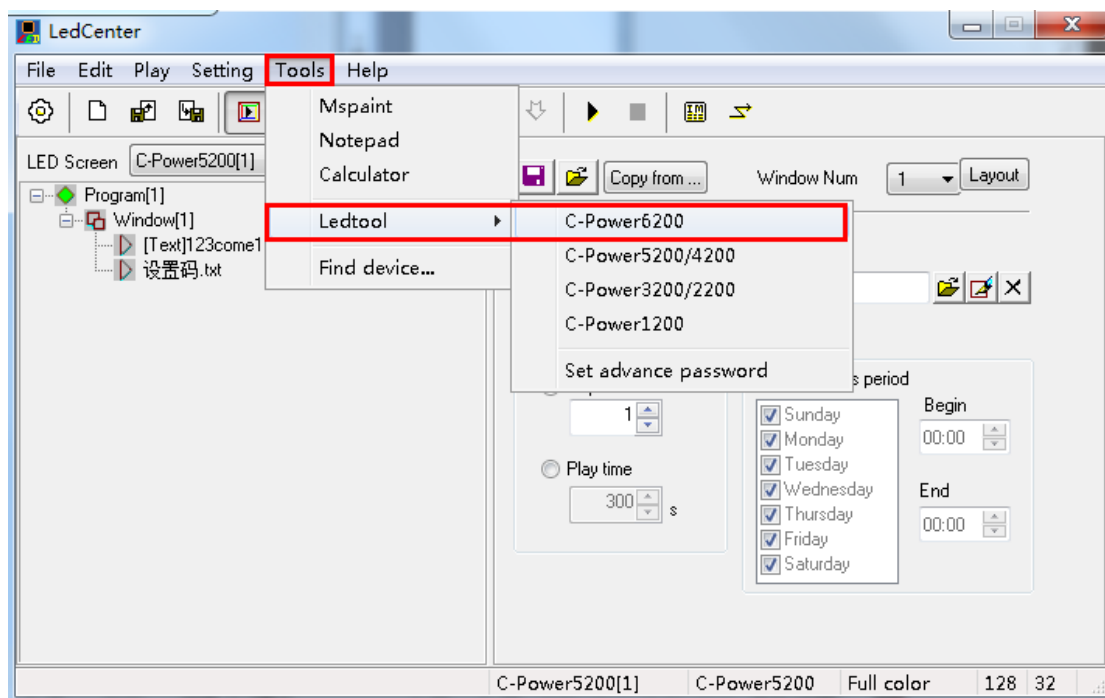 LedCenter
File Edit Play Setting Tools Help
Mspaint
Notepad
Calculator
Ledtool
Find device...
C-Power6200
C-Power5200/4200
C-Power3200/2200
C-Power1200
Set advance password
LED Screen C-Power5200[1]
Copy from ... Window Num 1 Layout
Program[1]
Window[1]
[Text]123come1
设置码.txt
s period
1
Play time
300 s
Sunday
Monday
Tuesday
Wednesday
Thursday
Friday
Saturday
Begin
00:00
End
00:00
C-Power5200[1] C-Power5200 Full color 128 32